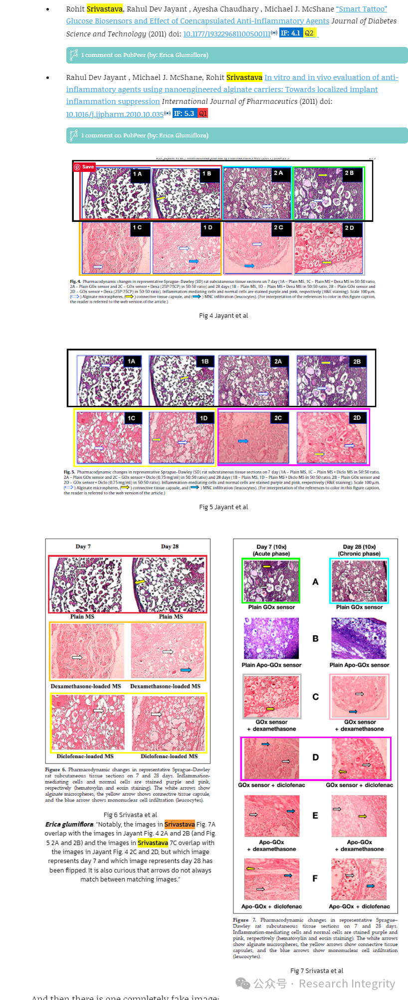 Rohit Srivastava, Rahul Dev Jayant , Ayesha Chaudhary , Michael J. McShane “Smart Tattoo”
Glucose Biosensors and Effect of Coencapsulated Anti-Inflammatory Agents Journal of Diabetes
Science and Technology (2011) doi: 10.1177/193229681100500111 IF: 4.1 Q2
1 comment on PubPeer (by: Erica Glumiflora)
Rahul Dev Jayant , Michael J. McShane, Rohit Srivastava In vitro and in vivo evaluation of anti-
inflammatory agents using nanoengineered alginate carriers: Towards localized implant
inflammation suppression International Journal of Pharmaceutics (2011) doi:
10.1016/j.ijpharm.2010.10.035 IF: 5.3 Q1
1 comment on PubPeer (by: Erica Glumiflora)
R.D. Jayant et al. / International Journal of Pharmaceutics 403 (2011) 268–275
Save
1 A 1 B 2 A 2 B
1 C 1 D 2 C 2 D
Fig. 4. Pharmacodynamic changes in representative Sprague–Dawley (SD) rat subcutaneous tissue sections on 7 day (1A – Plain MS, 1C – Plain MS + Dexa MS in 50:50 ratio,
2A – Plain GOx sensor and 2C – GOx sensor + Dexa (25P:75CP) in 50:50 ratio) and 28 days (1B – Plain MS, 1D – Plain MS + Dexa MS in 50:50 ratio, 2B – Plain GOx sensor and
2D – GOx sensor + Dexa (25P:75CP) in 50:50 ratio). Inflammation-mediating cells and normal cells are stained purple and pink, respectively (H&E staining). Scale 100 μm.
( ) Alginate microspheres, ( ) connective tissue capsule, and ( ) MNC infiltration (leucocytes). (For interpretation of the references to color in this figure caption,
the reader is referred to the web version of the article.)
Fig 4 Jayant et al
1A 1B 2A 2B
1C 1D 2C 2D
Fig. 5. Pharmacodynamic changes in representative Sprague–Dawley (SD) rat subcutaneous tissue sections on 7 day (1A – Plain MS, 1C – Plain MS + Diclo MS in 50:50 ratio,
2A – Plain GOx sensor and 2C – GOx sensor + Diclo (0.75 mg/ml) in 50:50 ratio) and 28 days (1B – Plain MS, 1D – Plain MS + Diclo MS in 50:50 ratio, 2B – Plain GOx sensor and
2D – GOx sensor + Diclo (0.75 mg/ml) in 50:50 ratio). Inflammation-mediating cells and normal cells are stained purple and pink, respectively (H&E staining). Scale 100 μm.
( ) Alginate microspheres, ( ) connective tissue capsule, and ( ) MNC infiltration (leucocytes). (For interpretation of the references to color in this figure caption,
the reader is referred to the web version of the article.)
Fig 5 Jayant et al
Day 7 Day 28
Plain MS Plain MS
Dexamethasone-loaded MS Dexamethasone-loaded MS
Diclofenac-loaded MS Diclofenac-loaded MS
Figure 6. Pharmacodynamic changes in representative Sprague–Dawley
rat subcutaneous tissue sections on 7 and 28 days. Inflammation-
mediating cells and normal cells are stained purple and pink,
respectively (hematoxylin and eosin staining). The white arrows show
alginate microspheres, the yellow arrow shows connective tissue capsule,
and the blue arrow shows mononuclear cell infiltration (leucocytes).
Fig 6 Srivasta et al
Erica glumiflora: “Notably, the images in Srivastava Fig. 7A
overlap with the images in Jayant Fig. 4 2A and 2B (and Fig.
5 2A and 2B) and the images in Srivastava 7C overlap with
the images in Jayant Fig. 4 2C and 2D, but which image
represents day 7 and which image represents day 28 has
been flipped. It is also curious that arrows do not always
match between matching images.”
Day 7 (10x) Day 28 (10x)
(Acute phase) (Chronic phase)
A
Plain GOx sensor Plain GOx sensor
B
Plain Apo-GOx sensor Plain Apo-GOx sensor
C
GOx sensor GOx sensor
+ dexamethasone + dexamethasone
D
GOx sensor + diclofenac GOx sensor + diclofenac
E
Apo-GOx Apo-GOx
+ dexamethasone + dexamethasone
F
Apo-GOx + diclofenac Apo-GOx + diclofenac
Figure 7. Pharmacodynamic changes in representative Sprague–
Dawley rat subcutaneous tissue sections on 7 and 28 days.
Inflammation-mediating cells and normal cells are stained purple and
pink, respectively (hematoxylin and eosin staining). The white arrows
show alginate microspheres, the yellow arrows show connective tissue
capsules, and the blue arrows show mononuclear cell infiltration
(leucocytes).
Fig 7 Srivasta et al
公众号 · Research Integrity
And then there is one completely fake image: